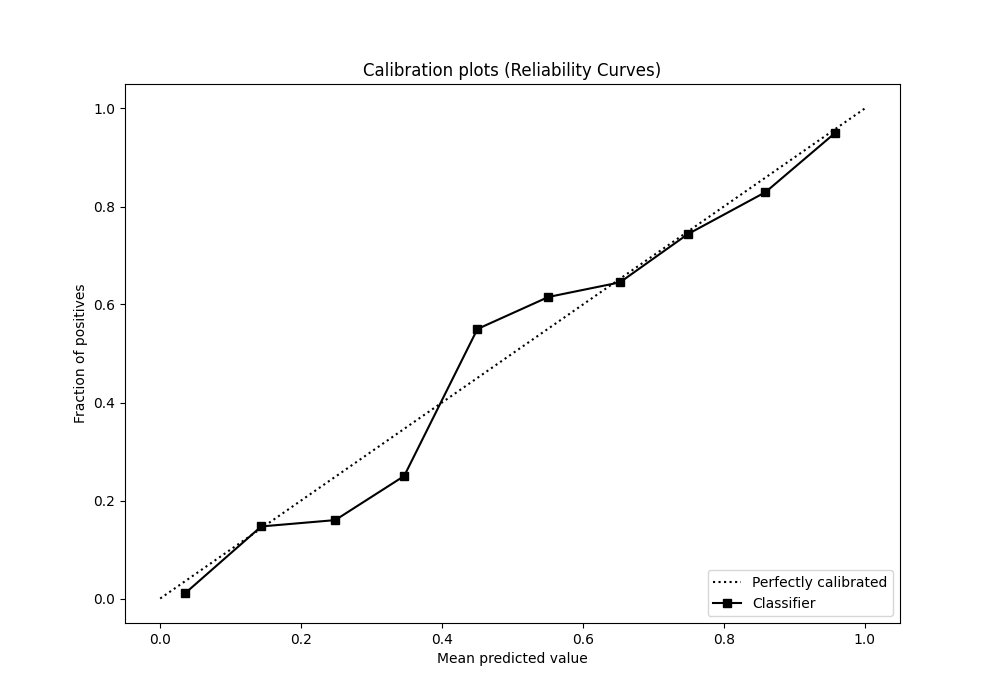 Calibration plots (Reliability Curves)
1.0
0.8
0.6
0.4
0.2
0.0
Fraction of positives
0.0 0.2 0.4 0.6 0.8 1.0
Mean predicted value
Perfectly calibrated
Classifier